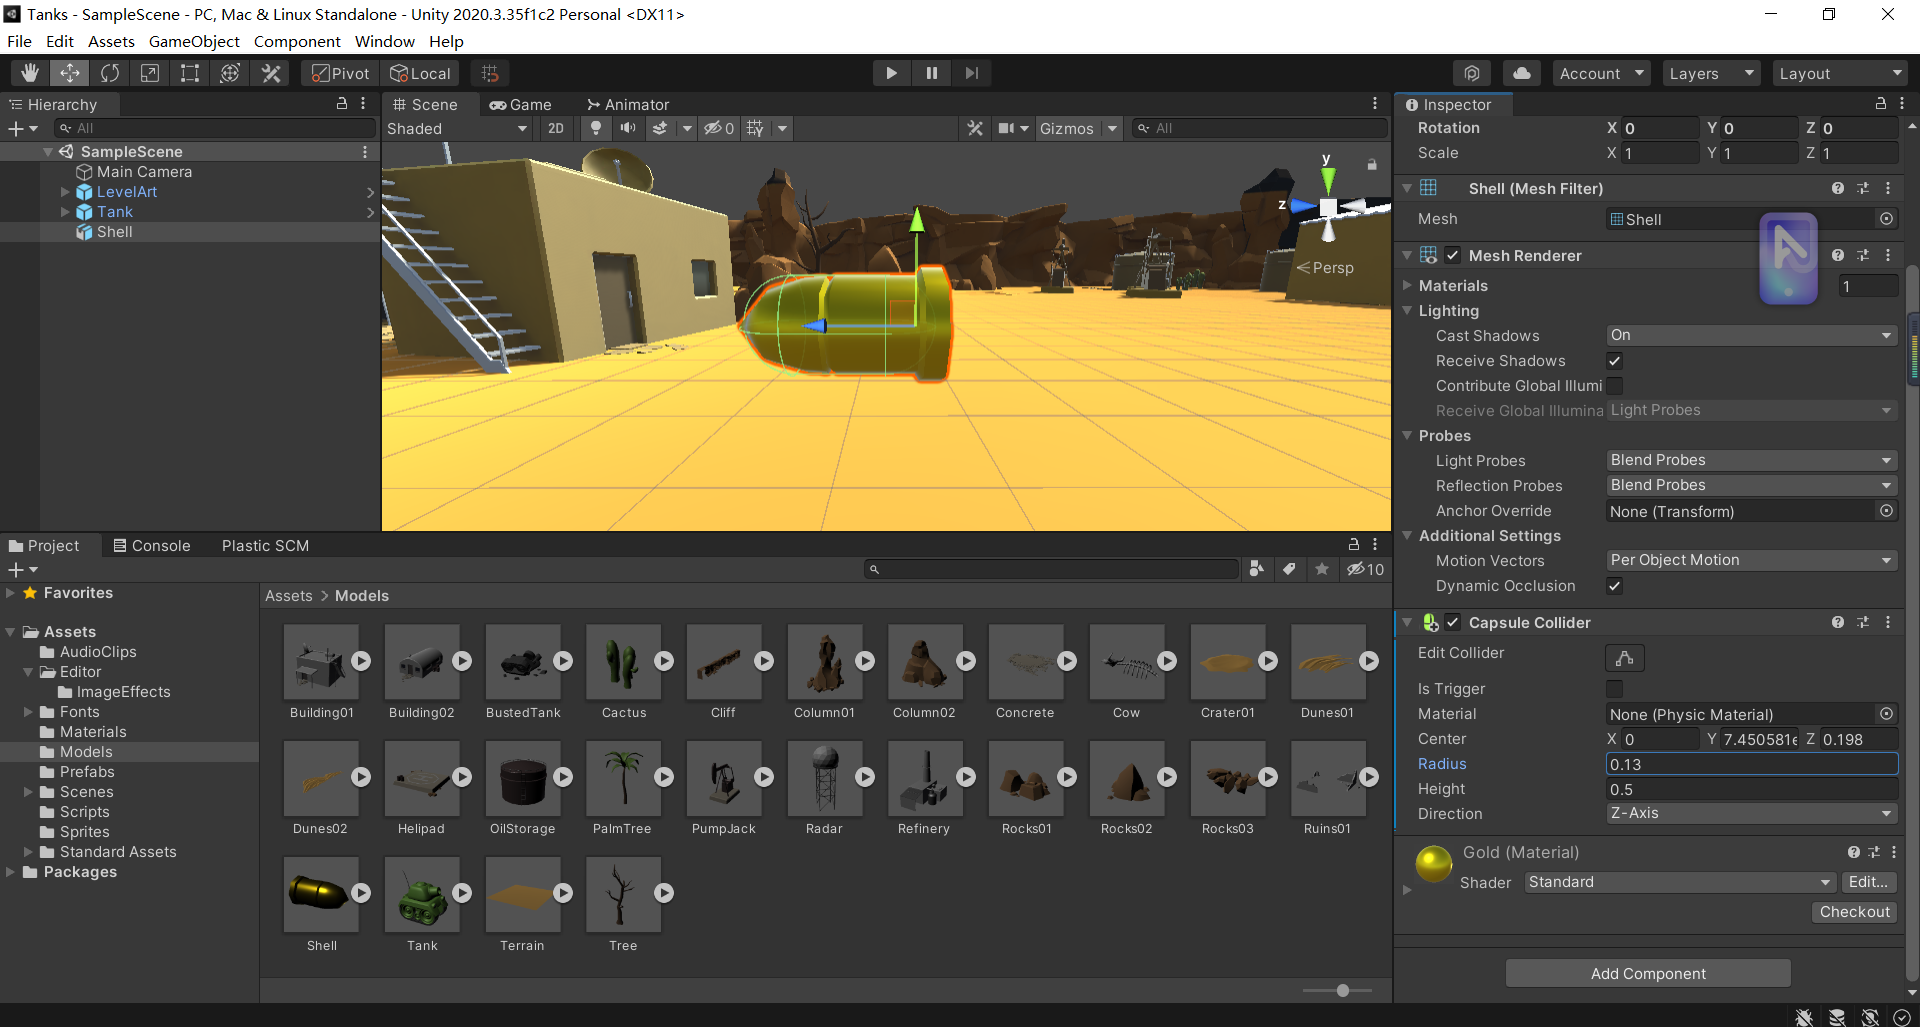 Tanks - SampleScene - PC, Mac & Linux Standalone - Unity 2020.3.35f1c2 Personal <DX11>
File Edit Assets GameObject Component Window Help
Pivot Local Account Layers Layout
Hierarchy
All
SampleScene
Main Camera
LevelArt
Tank
Shell
Scene Game Animator
Shaded 2D 0 Gizmos All
y
z
Persp
Inspector
Rotation X 0 Y 0 Z 0
Scale X 1 Y 1 Z 1
Shell (Mesh Filter)
Mesh Shell
Mesh Renderer
Materials 1
Lighting
Cast Shadows On
Receive Shadows
Contribute Global Illumi
Receive Global Illumina Light Probes
Probes
Light Probes Blend Probes
Reflection Probes Blend Probes
Anchor Override None (Transform)
Additional Settings
Motion Vectors Per Object Motion
Dynamic Occlusion
Capsule Collider
Edit Collider
Is Trigger
Material None (Physic Material)
Center X 0 Y 7.450581e Z 0.198
Radius 0.13
Height 0.5
Direction Z-Axis
Gold (Material)
Shader Standard Edit...
Checkout
Add Component
Project Console Plastic SCM
10
Favorites
Assets
AudioClips
Editor
ImageEffects
Fonts
Materials
Models
Prefabs
Scenes
Scripts
Sprites
Standard Assets
Packages
Assets > Models
Building01 Building02 BustedTank Cactus Cliff Column01 Column02 Concrete Cow Crater01 Dunes01
Dunes02 Helipad OilStorage PalmTree PumpJack Radar Refinery Rocks01 Rocks02 Rocks03 Ruins01
Shell Tank Terrain Tree